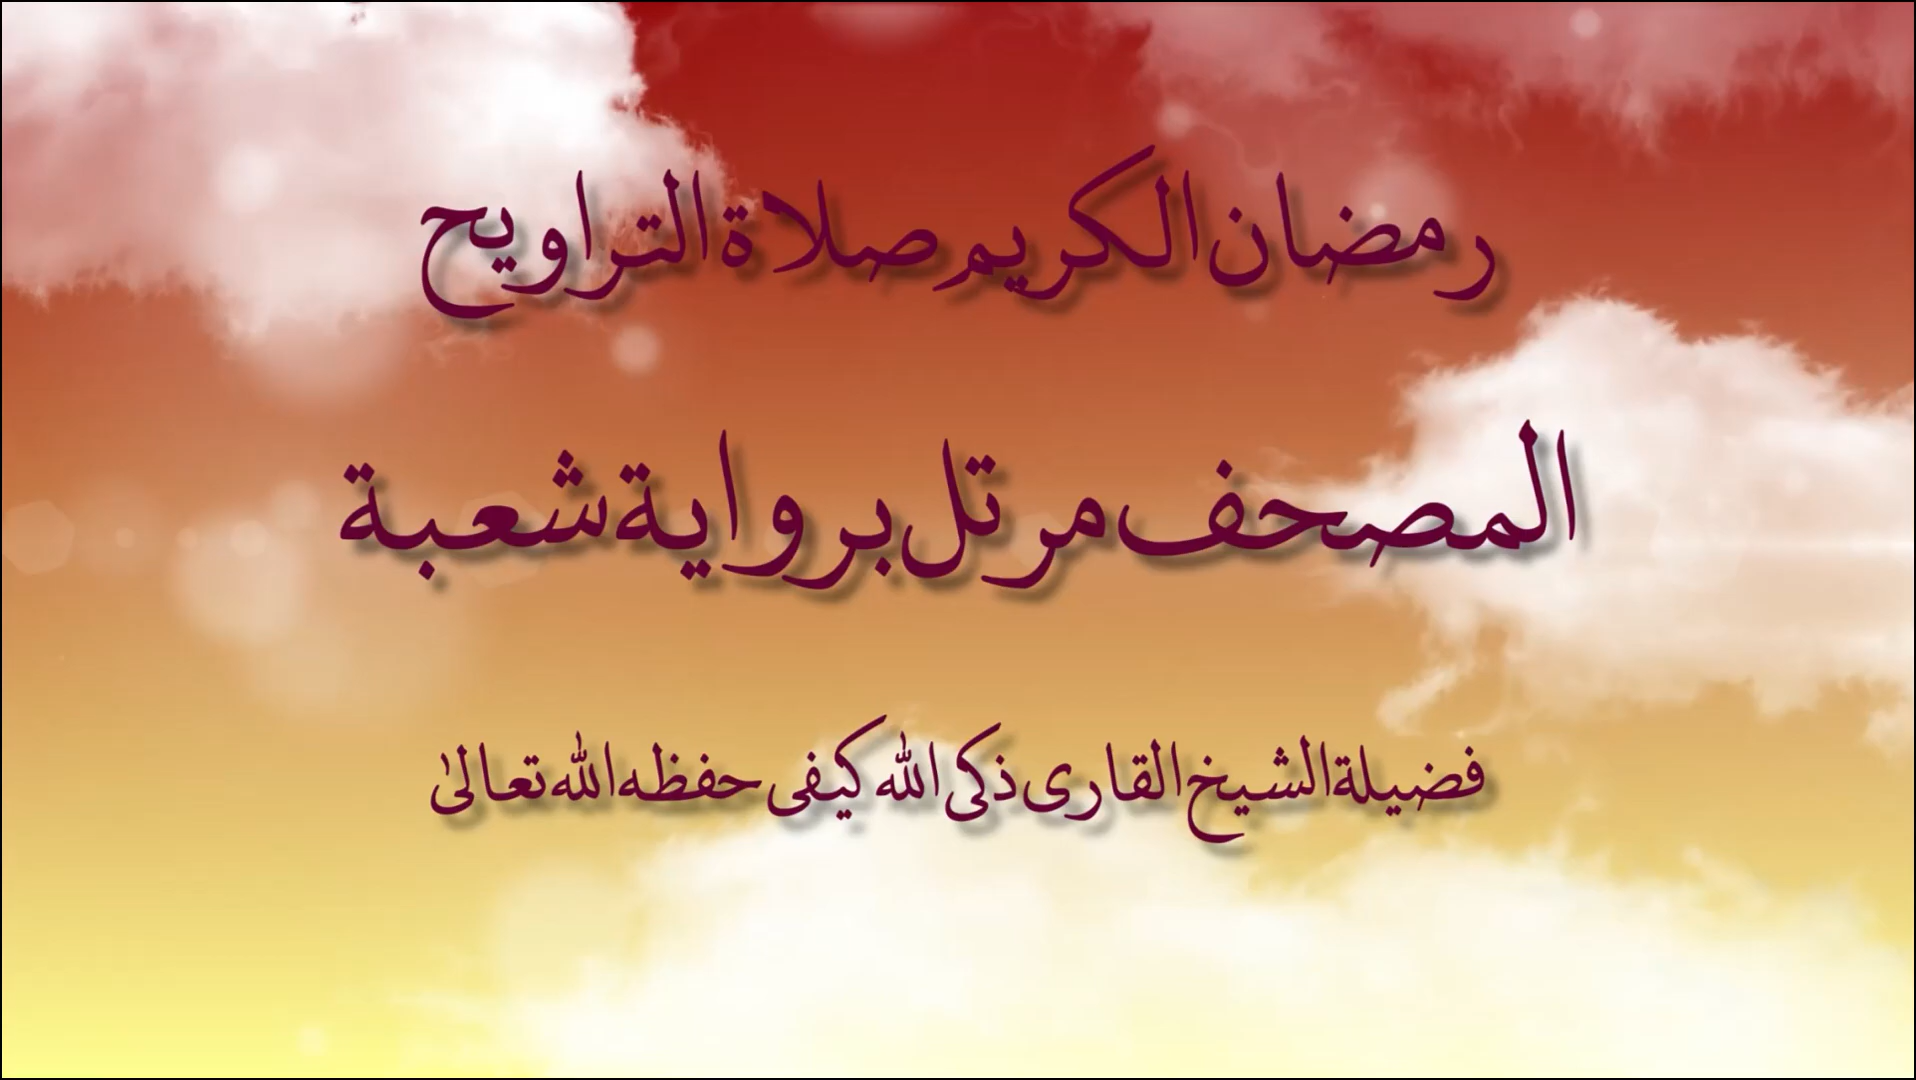 رمضان الكريم صلاة التراويح
المصحف مرتل برواية شعبة
فضيلة الشيخ القارى ذكى الله كيفى حفظه الله تعالىٰ